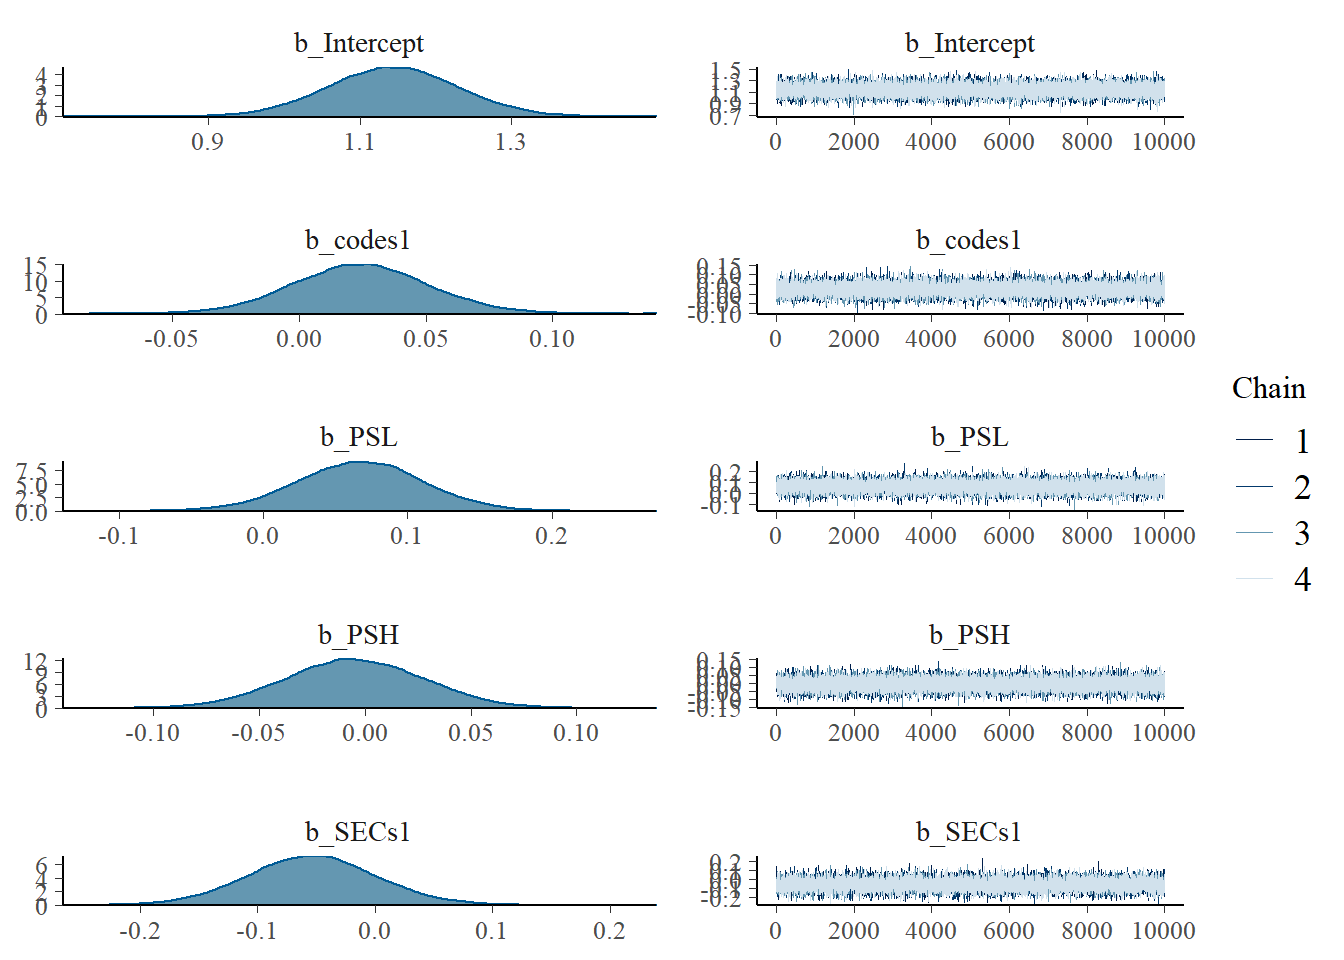 b_Intercept
4
3
2
1
0
0.9 1.1 1.3
b_Intercept
1.5
1.3
1.1
0.9
0.7
0 2000 4000 6000 8000 10000
b_codes1
15
10
5
0
-0.05 0.00 0.05 0.10
b_codes1
0.15
0.10
0.05
0.00
-0.05
-0.10
0 2000 4000 6000 8000 10000
b_PSL
7.5
5.0
2.5
0.0
-0.1 0.0 0.1 0.2
b_PSL
0.2
0.1
0.0
-0.1
0 2000 4000 6000 8000 10000
b_PSH
12
9
6
3
0
-0.10 -0.05 0.00 0.05 0.10
b_PSH
0.15
0.10
0.05
0.00
-0.05
-0.10
-0.15
0 2000 4000 6000 8000 10000
b_SECs1
6
4
2
0
-0.2 -0.1 0.0 0.1 0.2
b_SECs1
0.2
0.1
0.0
-0.1
-0.2
0 2000 4000 6000 8000 10000
Chain
1
2
3
4